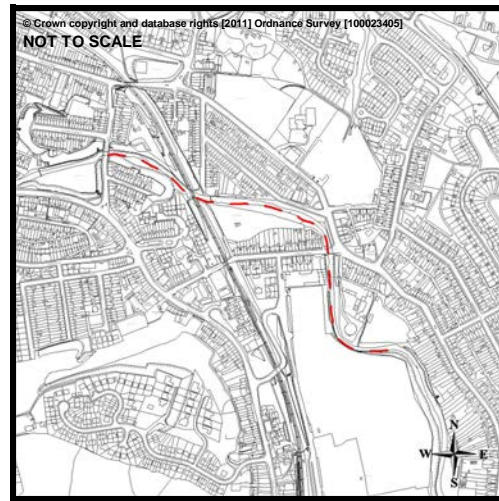 © Crown copyright and database rights [2011] Ordnance Survey [100023405]
NOT TO SCALE
N
W E
S